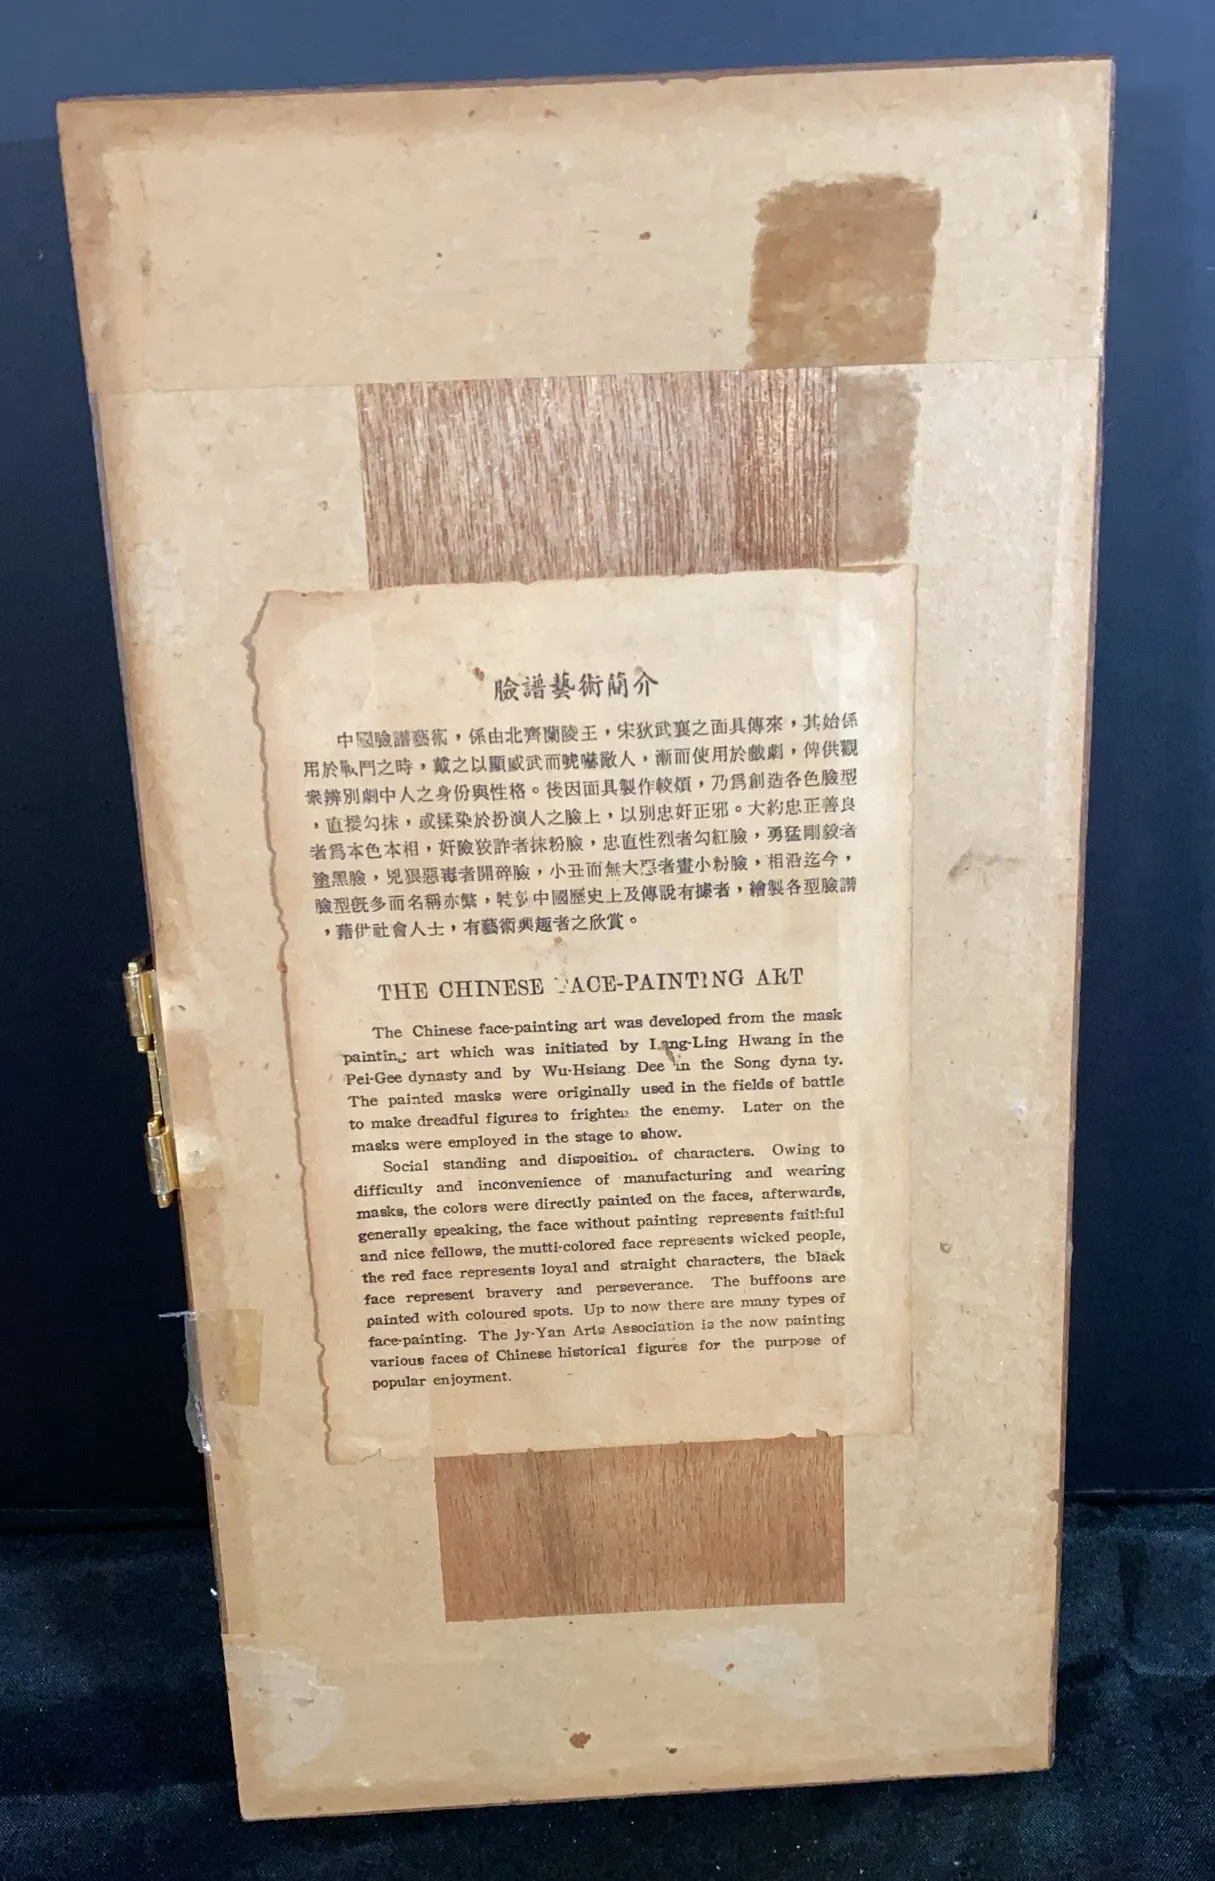 臉譜藝術簡介
中國臉譜藝術，係由北齊蘭陵王，宋狄武襄之面具傳來，其始係
用於戰鬥之時，戴之以顯威武而唬嚇敵人，漸而使用於戲劇，俾供觀
衆辨別劇中人之身份與性格。後因面具製作較煩，乃爲創造各色臉型
，直接勾抹，或揉染於扮演人之臉上，以別忠奸正邪。大約忠正善良
者爲本色本相，奸險狡詐者抹粉臉，忠直性烈者勾紅臉，勇猛剛毅者
塗黑臉，兇狠惡毒者開碎臉，小丑而無大惡者畫小粉臉，相沿迄今，
臉型旣多而名稱亦繁，中國歷史上及傳說有據者，繪製各型臉譜
，藉供社會人士，有藝術興趣者之欣賞。
THE CHINESE FACE-PAINTING ART
The Chinese face-painting art was developed from the mask
painting art which was initiated by Lang-Ling Hwang in the
Pei-Gee dynasty and by Wu-Hsiang Dee in the Song dyna ty.
The painted masks were originally used in the fields of battle
to make dreadful figures to frighten the enemy. Later on the
masks were employed in the stage to show.
Social standing and disposition of characters. Owing to
difficulty and inconvenience of manufacturing and wearing
masks, the colors were directly painted on the faces, afterwards,
generally speaking, the face without painting represents faithful
and nice fellows, the mutti-colored face represents wicked people,
the red face represents loyal and straight characters, the black
face represent bravery and perseverance. The buffoons are
painted with coloured spots. Up to now there are many types of
face-painting. The Jy-Yan Arts Association is the now painting
various faces of Chinese historical figures for the purpose of
popular enjoyment.